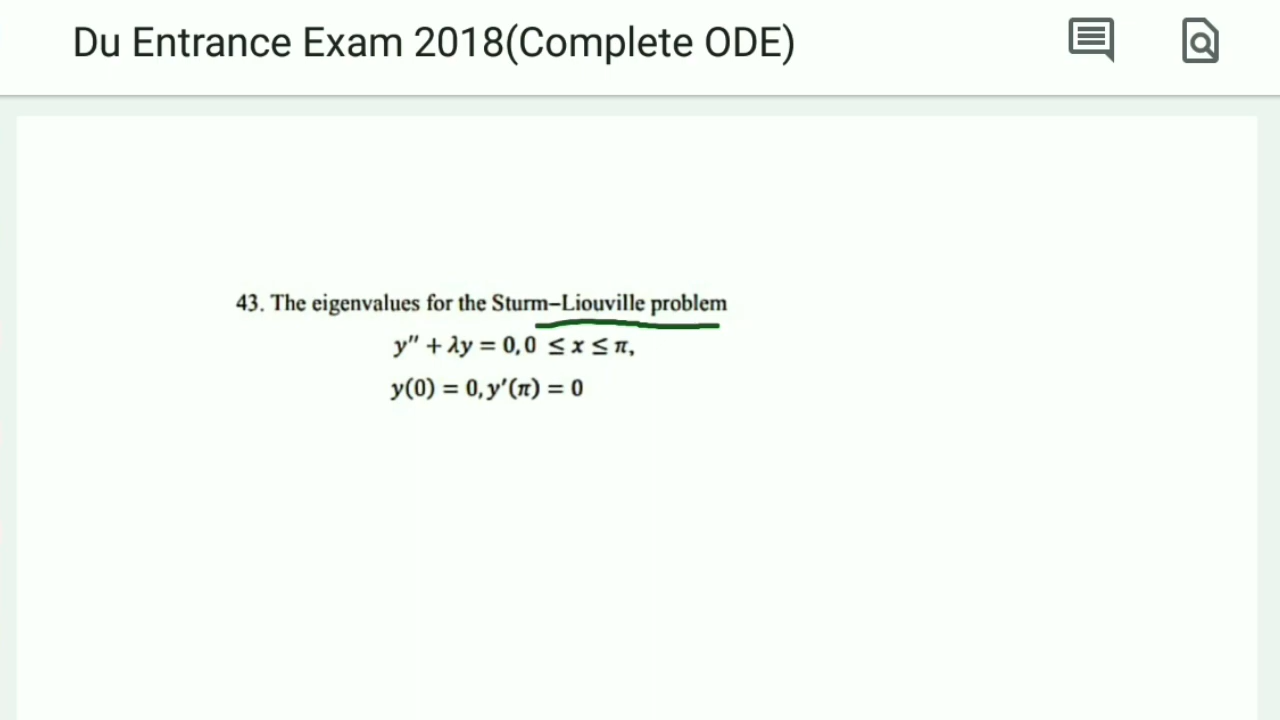 Du Entrance Exam 2018(Complete ODE)
43. The eigenvalues for the Sturm–Liouville problem
y″ + λy = 0, 0 ≤ x ≤ π,
y(0) = 0, y′(π) = 0